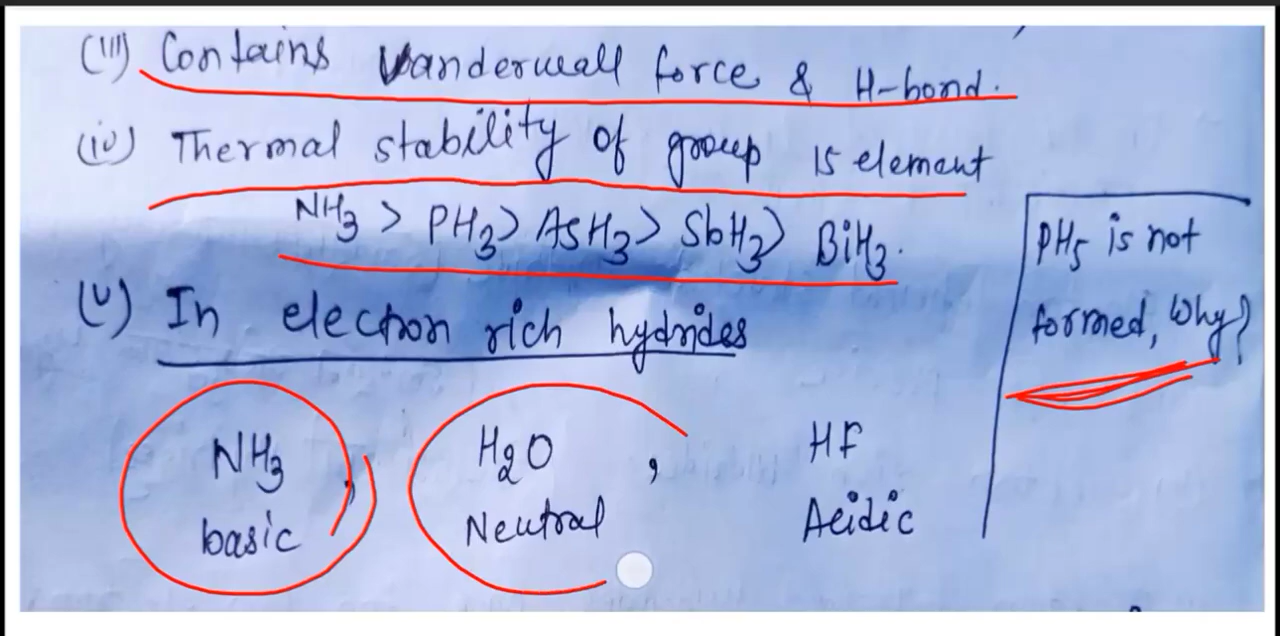 (iii) Contains Vanderwall force & H-bond.
(iv) Thermal stability of group 15 element
NH₃ > PH₃ > AsH₃ > SbH₃ > BiH₃.
(v) In electron rich hydrides
NH₃, H₂O, HF
basic Neutral Acidic
PH₅ is not
formed, Why?